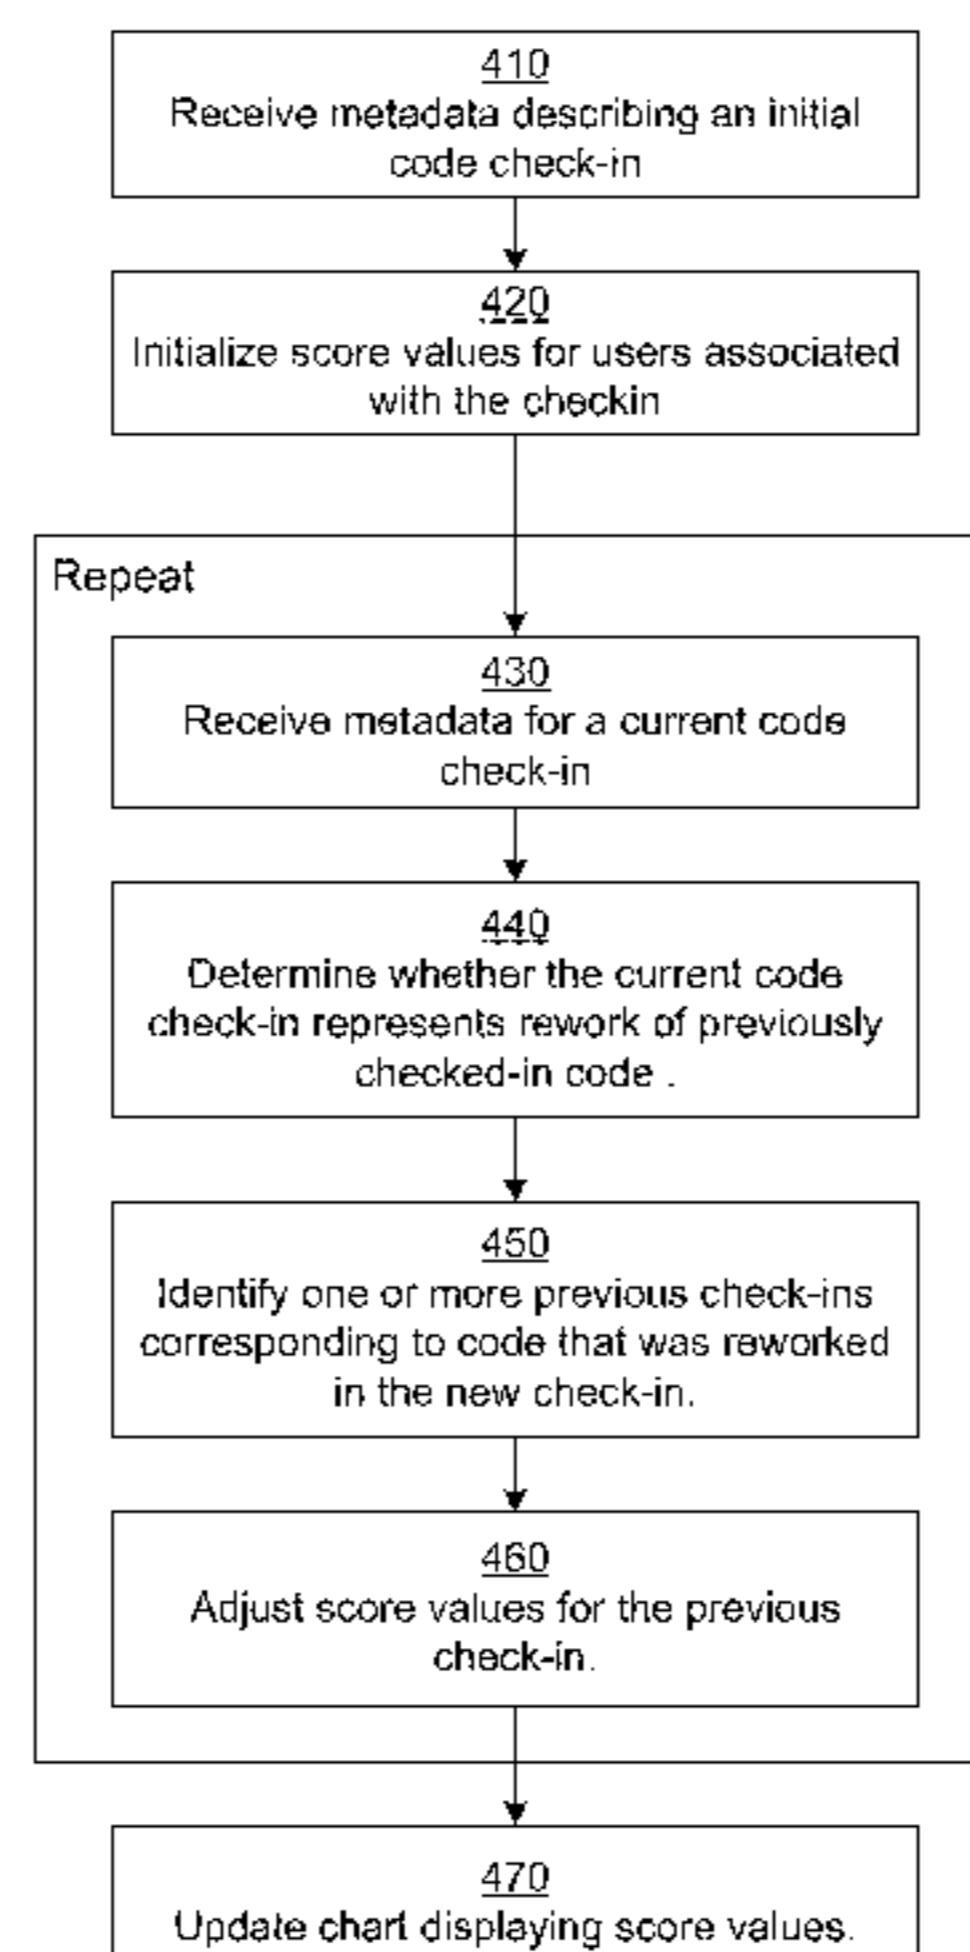 410
Receive metadata describing an initial
code check-in
420
Initialize score values for users associated
with the checkin
Repeat
430
Receive metadata for a current code
check-in
440
Determine whether the current code
check-in represents rework of previously
checked-in code .
450
Identify one or more previous check-ins
corresponding to code that was reworked
in the new check-in.
460
Adjust score values for the previous
check-in.
470
Update chart displaying score values.